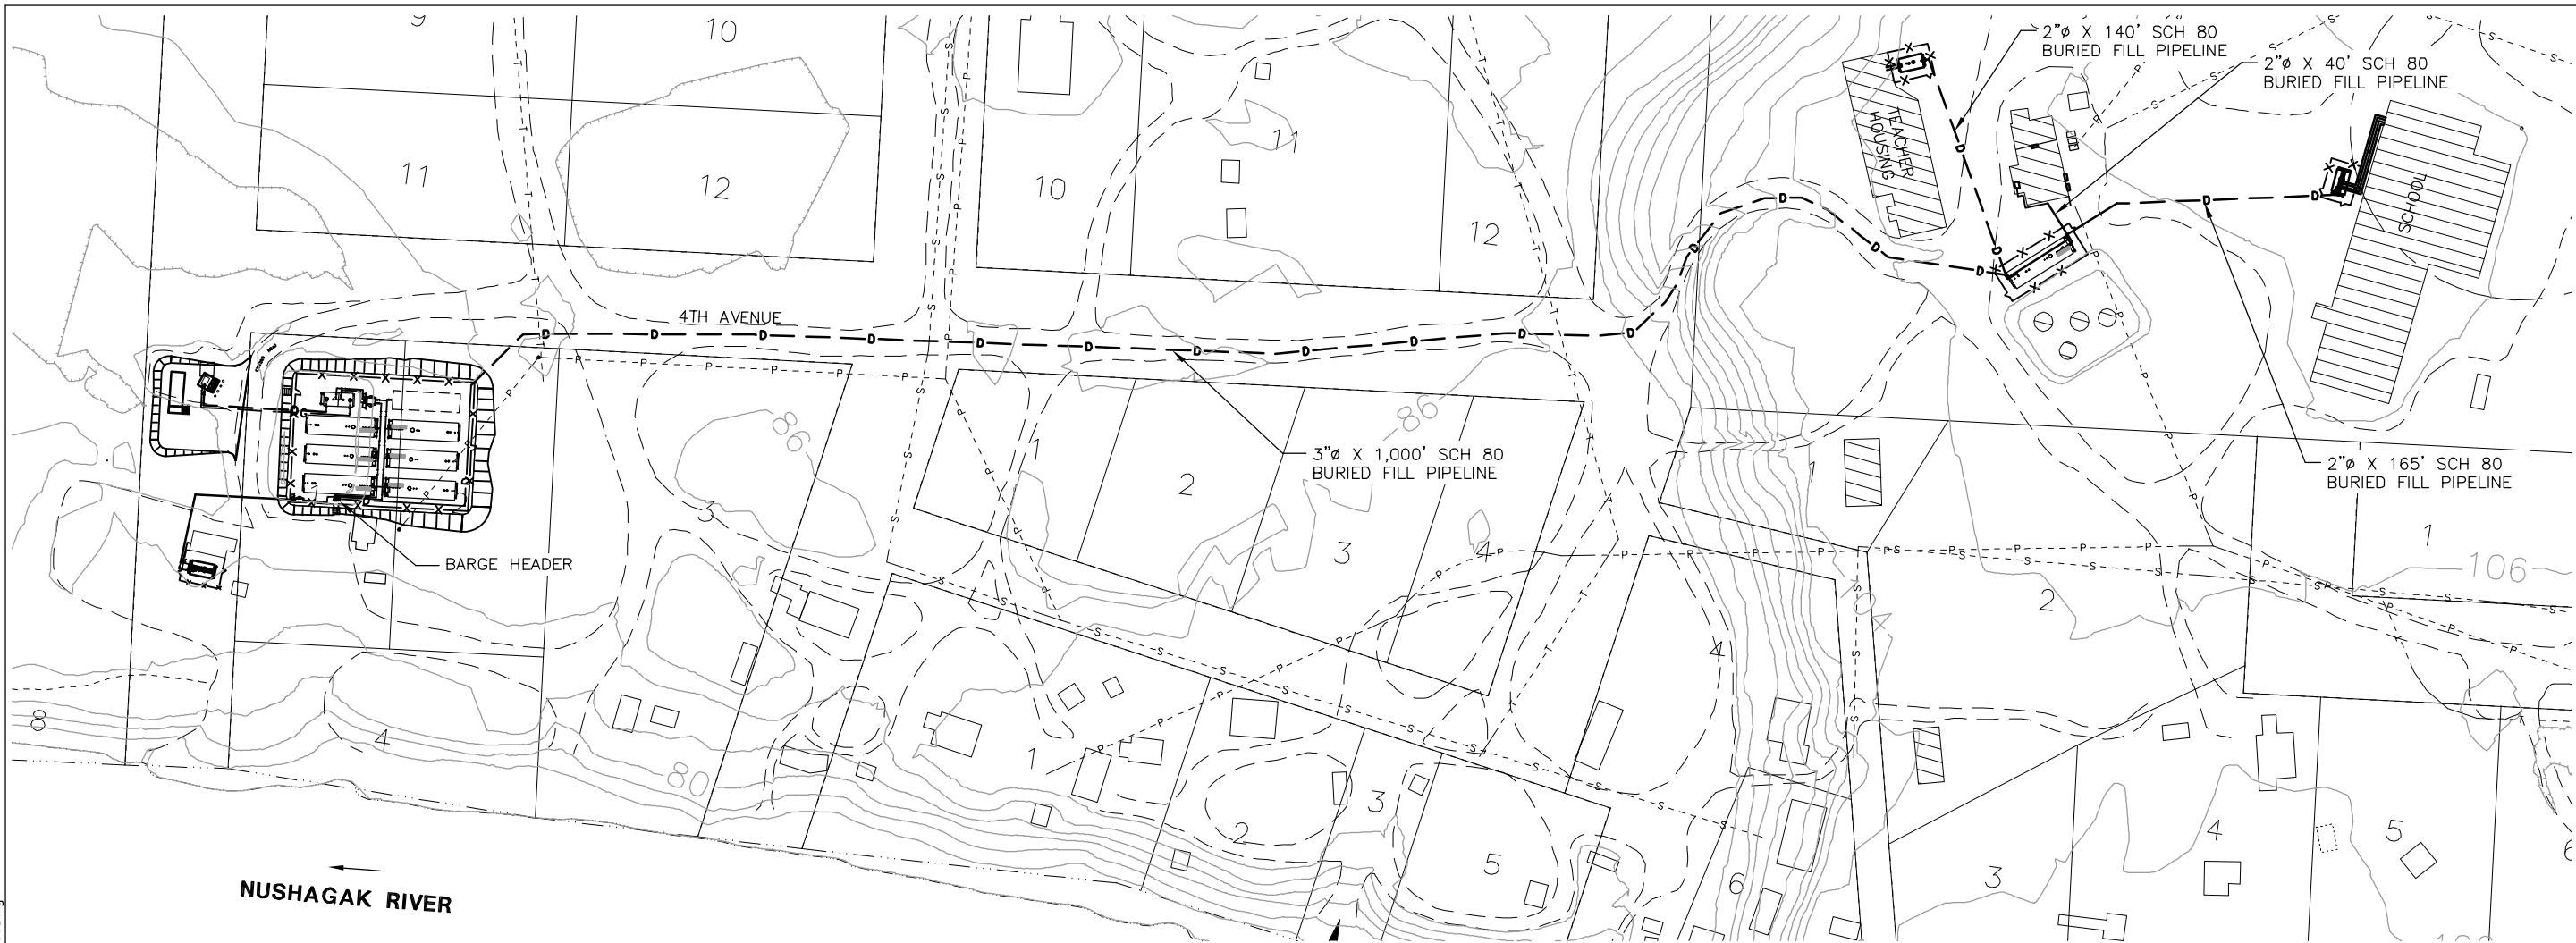 9
10
2"ø X 140' SCH 80
BURIED FILL PIPELINE
2"ø X 40' SCH 80
BURIED FILL PIPELINE
11
12
10
11
12
TEACHER
HOUSING
SCHOOL
4TH AVENUE
86
86
3"ø X 1,000' SCH 80
BURIED FILL PIPELINE
2"ø X 165' SCH 80
BURIED FILL PIPELINE
BARGE HEADER
3
1
2
3
4
1
2
1
106
8
4
80
1
2
3
5
4
6
3
4
5
NUSHAGAK RIVER